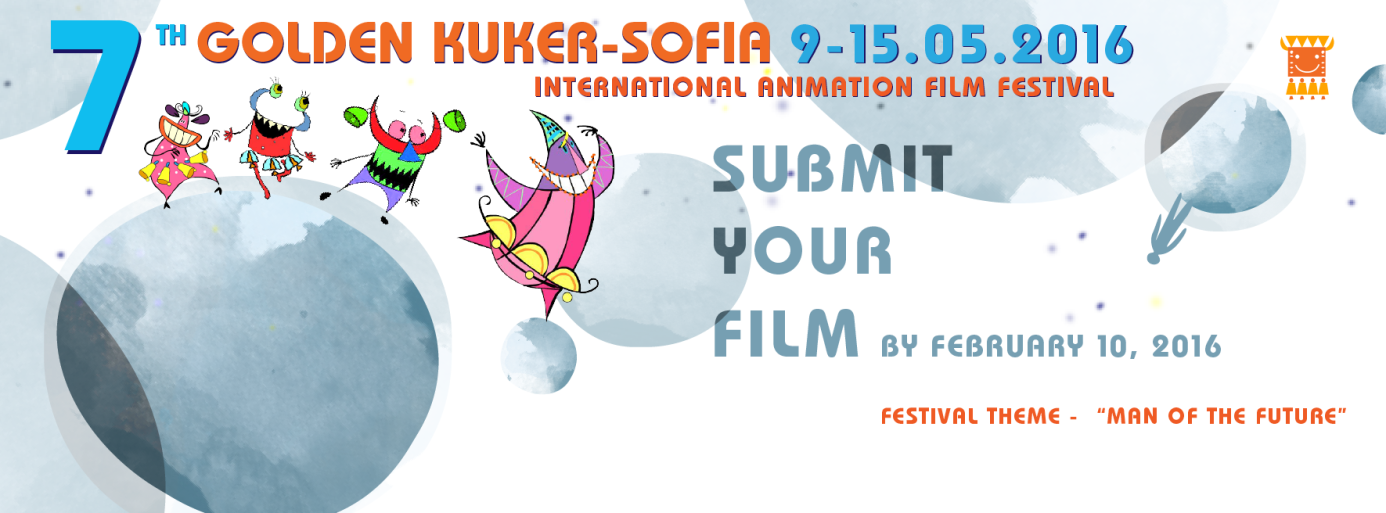 7TH GOLDEN KUKER-SOFIA 9-15.05.2016
INTERNATIONAL ANIMATION FILM FESTIVAL
SUBMIT
YOUR
FILM BY FEBRUARY 10, 2016
FESTIVAL THEME - “MAN OF THE FUTURE”